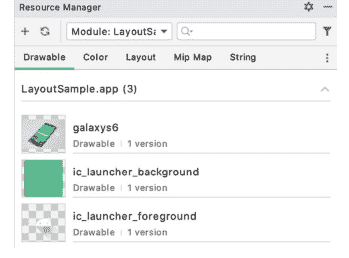 Resource Manager
Module: LayoutSa
Drawable Color Layout Mip Map String
LayoutSample.app (3)
galaxys6
Drawable | 1 version
ic_launcher_background
Drawable | 1 version
ic_launcher_foreground
Drawable | 1 version